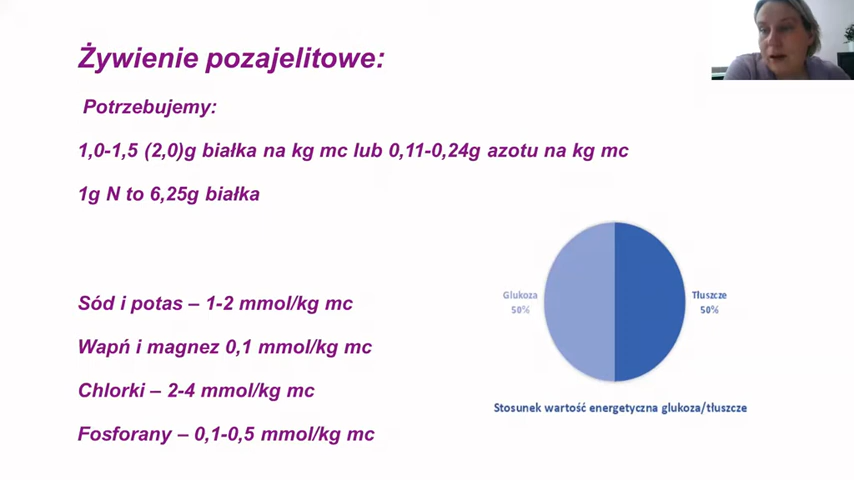 Żywienie pozajelitowe:
Potrzebujemy:
1,0-1,5 (2,0)g białka na kg mc lub 0,11-0,24g azotu na kg mc
1g N to 6,25g białka
Sód i potas – 1-2 mmol/kg mc
Wapń i magnez 0,1 mmol/kg mc
Chlorki – 2-4 mmol/kg mc
Fosforany – 0,1-0,5 mmol/kg mc
Glukoza
50%
Tłuszcze
50%
Stosunek wartość energetyczna glukoza/tłuszcze